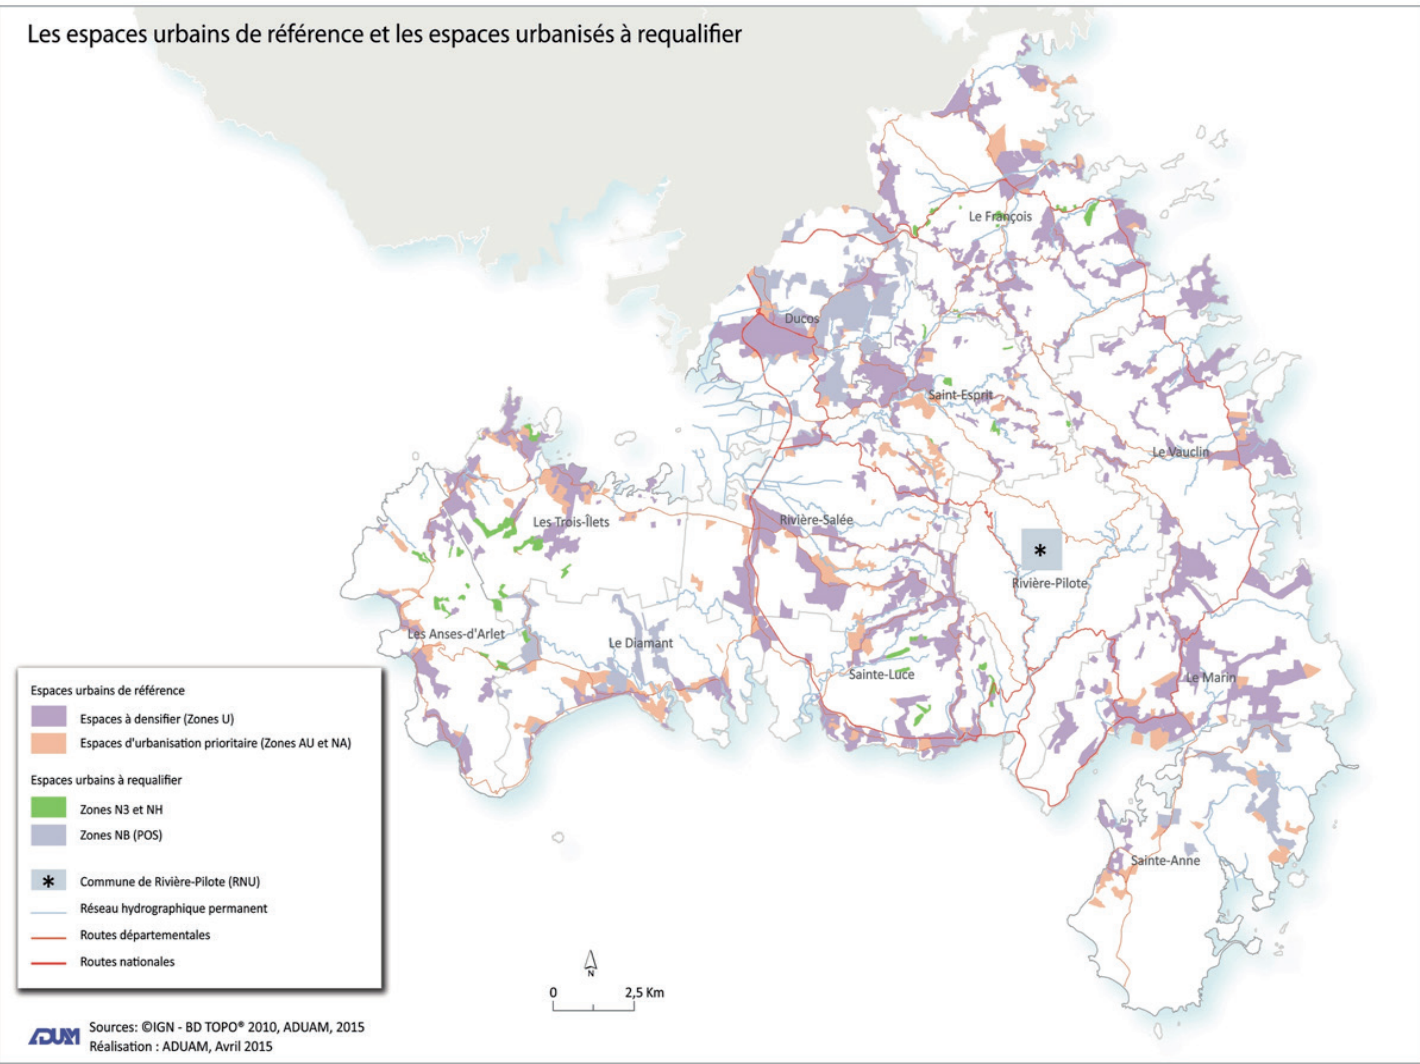 Les espaces urbains de référence et les espaces urbanisés à requalifier
Le François
Ducos
Saint-Esprit
Le Vauclin
Les Trois-Îlets
Rivière-Salée
*
Rivière-Pilote
Les Anses-d'Arlet
Le Diamant
Sainte-Luce
Le Marin
Sainte-Anne
Espaces urbains de référence
Espaces à densifier (Zones U)
Espaces d'urbanisation prioritaire (Zones AU et NA)
Espaces urbains à requalifier
Zones N3 et NH
Zones NB (POS)
* Commune de Rivière-Pilote (RNU)
Réseau hydrographique permanent
Routes départementales
Routes nationales
N
0 2,5 Km
ADUAM
Sources: ©IGN - BD TOPO® 2010, ADUAM, 2015
Réalisation : ADUAM, Avril 2015